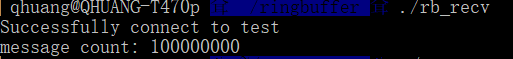 qhuang@QHUANG-T470p ./rb_recv
Successfully connect to test
message count: 100000000